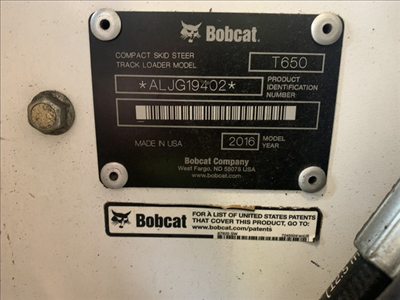 Bobcat
COMPACT SKID STEER
TRACK LOADER MODEL
T650
*ALJG19402*
PRODUCT
IDENTIFICATION
NUMBER
MADE IN USA
2016
MODEL
YEAR
Bobcat Company
West Fargo, ND 58078 USA
www.bobcat.com
Bobcat
FOR A LIST OF UNITED STATES PATENTS
THAT COVER THIS PRODUCT, GO TO:
www.bobcat.com/patents